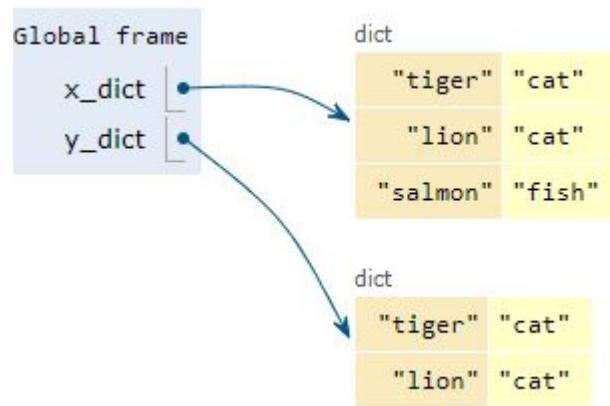 Global frame
x_dict
y_dict
dict
"tiger" "cat"
"lion" "cat"
"salmon" "fish"
dict
"tiger" "cat"
"lion" "cat"